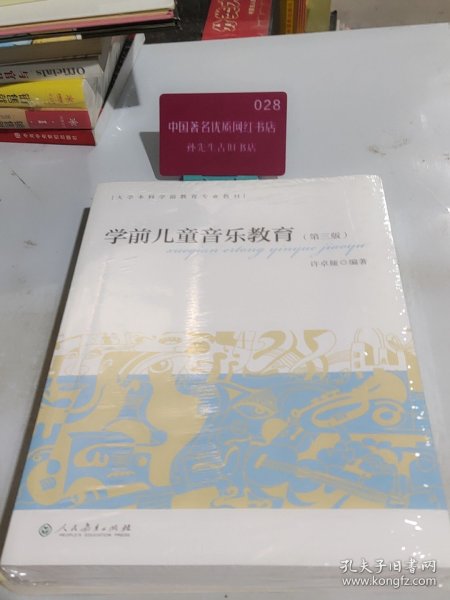 Officials
028
中国著名优质网红书店
孙先生古旧书店
大学本科学前教育专业教材
学前儿童音乐教育（第三版）
xueqian ertong yinyue jiaoyu
许卓娅◎编著
人民教育出版社
PEOPLE'S EDUCATION PRESS
孔夫子旧书网
www.kongfz.com